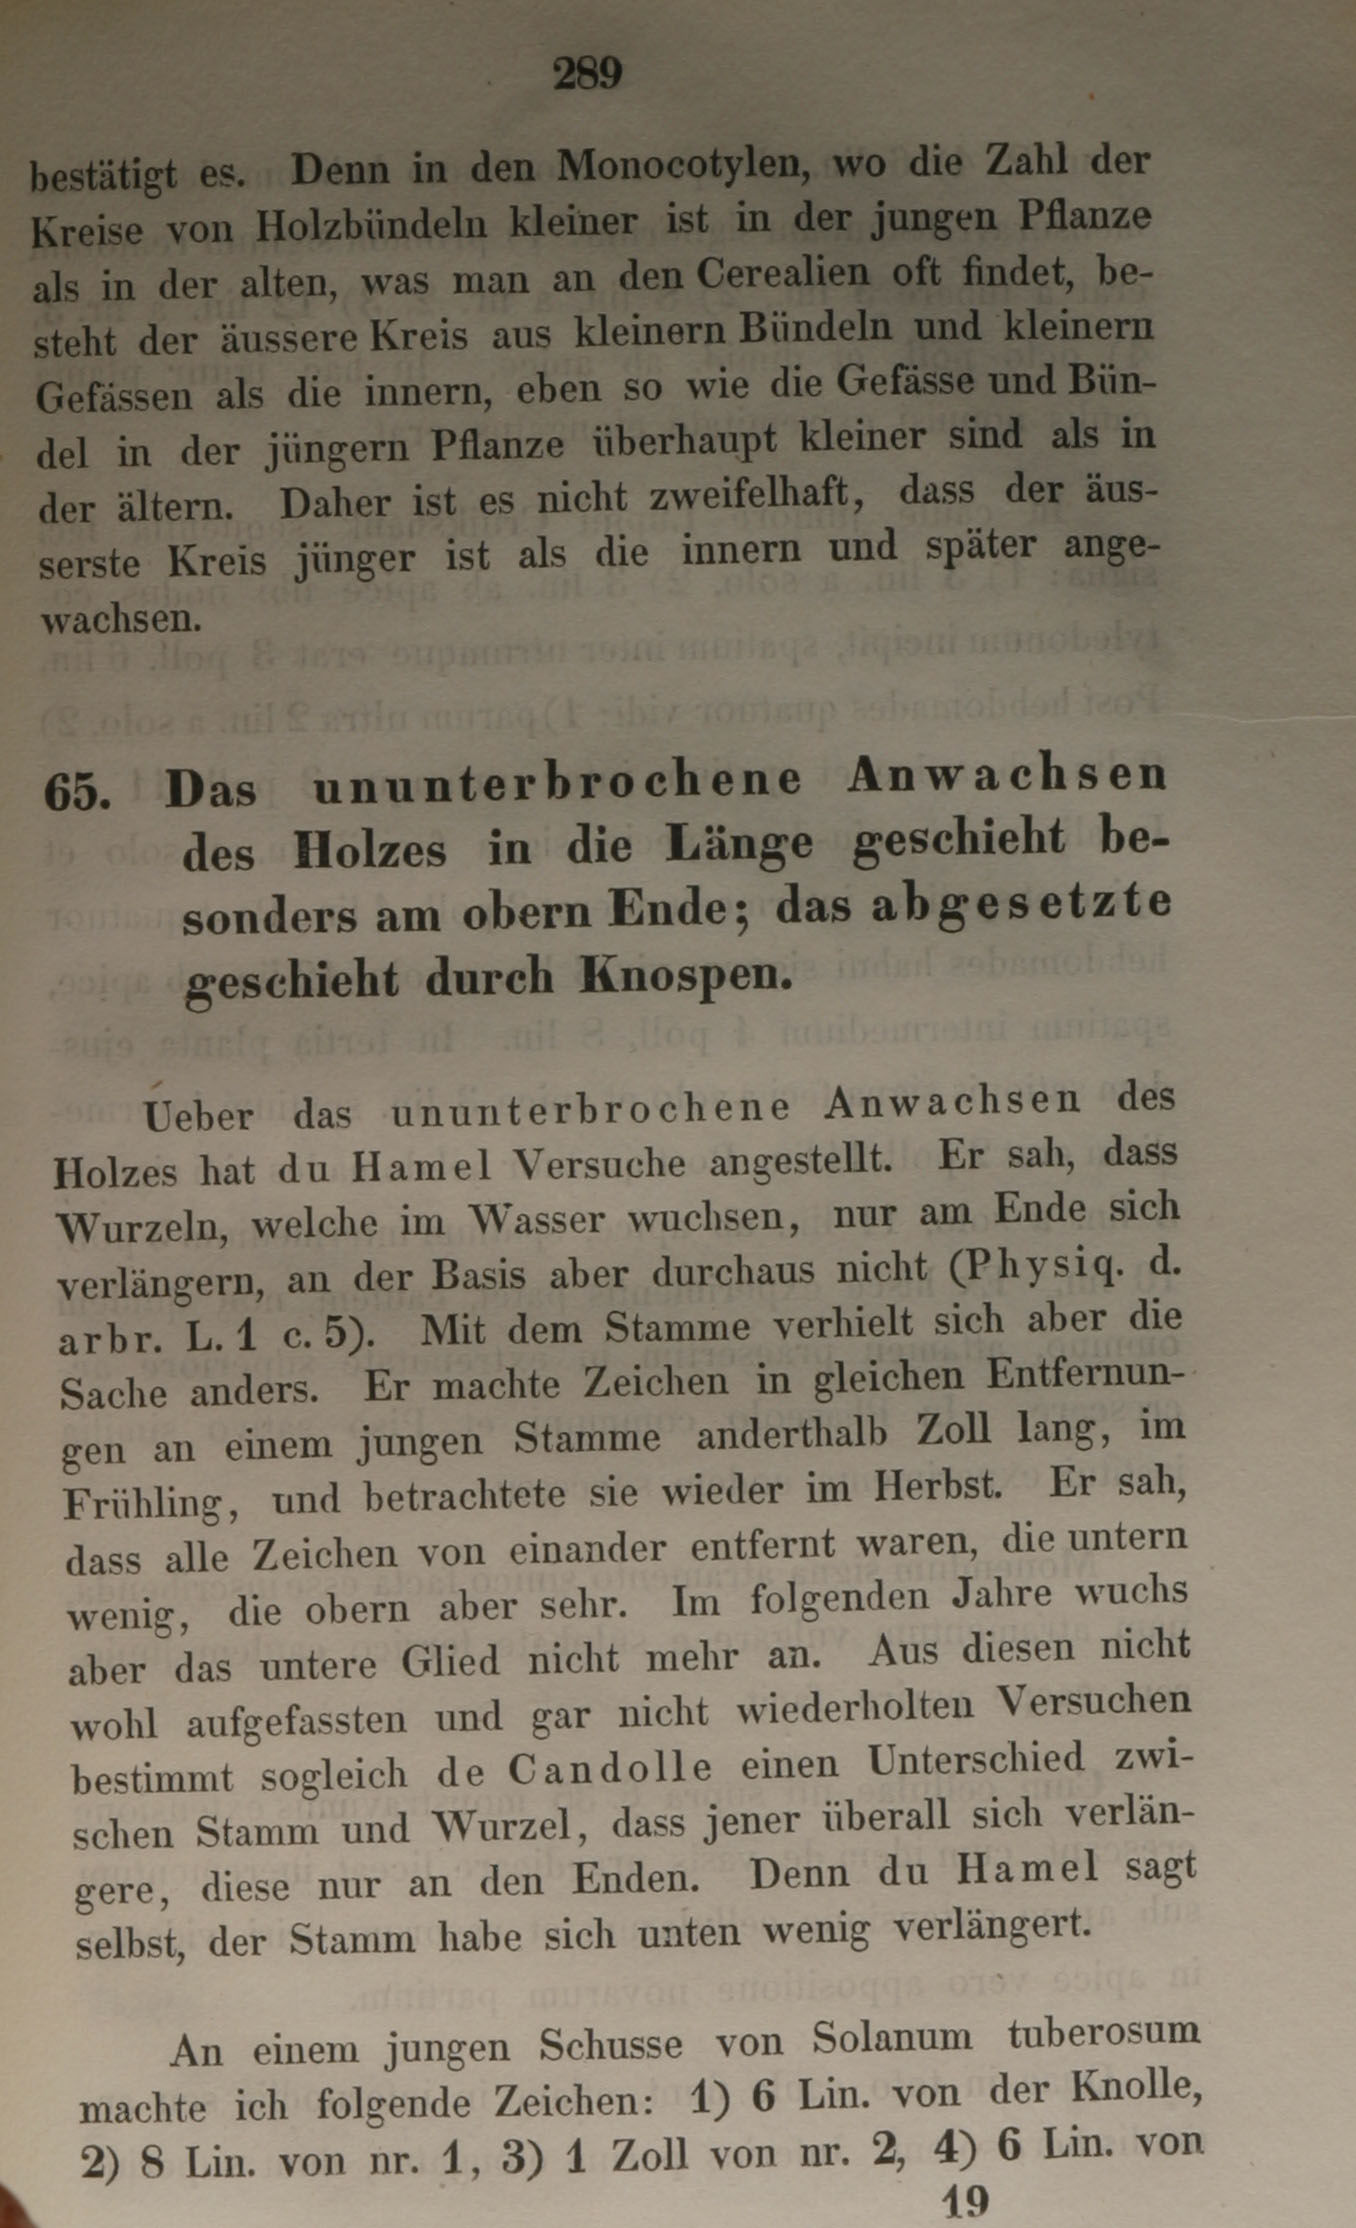 289
bestätigt es. Denn in den Monocotylen, wo die Zahl der
Kreise von Holzbündeln kleiner ist in der jungen Pflanze
als in der alten, was man an den Cerealien oft findet, be-
steht der äussere Kreis aus kleinern Bündeln und kleinern
Gefässen als die innern, eben so wie die Gefässe und Bün-
del in der jüngern Pflanze überhaupt kleiner sind als in
der ältern. Daher ist es nicht zweifelhaft, dass der äus-
serste Kreis jünger ist als die innern und später ange-
wachsen.
65. Das ununterbrochene Anwachsen
des Holzes in die Länge geschieht be-
sonders am obern Ende; das abgesetzte
geschieht durch Knospen.
Ueber das ununterbrochene Anwachsen des
Holzes hat du Hamel Versuche angestellt. Er sah, dass
Wurzeln, welche im Wasser wuchsen, nur am Ende sich
verlängern, an der Basis aber durchaus nicht (Physiq. d.
arbr. L. 1 c. 5). Mit dem Stamme verhielt sich aber die
Sache anders. Er machte Zeichen in gleichen Entfernun-
gen an einem jungen Stamme anderthalb Zoll lang, im
Frühling, und betrachtete sie wieder im Herbst. Er sah,
dass alle Zeichen von einander entfernt waren, die untern
wenig, die obern aber sehr. Im folgenden Jahre wuchs
aber das untere Glied nicht mehr an. Aus diesen nicht
wohl aufgefassten und gar nicht wiederholten Versuchen
bestimmt sogleich de Candolle einen Unterschied zwi-
schen Stamm und Wurzel, dass jener überall sich verlän-
gere, diese nur an den Enden. Denn du Hamel sagt
selbst, der Stamm habe sich unten wenig verlängert.
An einem jungen Schusse von Solanum tuberosum
machte ich folgende Zeichen: 1) 6 Lin. von der Knolle,
2) 8 Lin. von nr. 1, 3) 1 Zoll von nr. 2, 4) 6 Lin. von
19